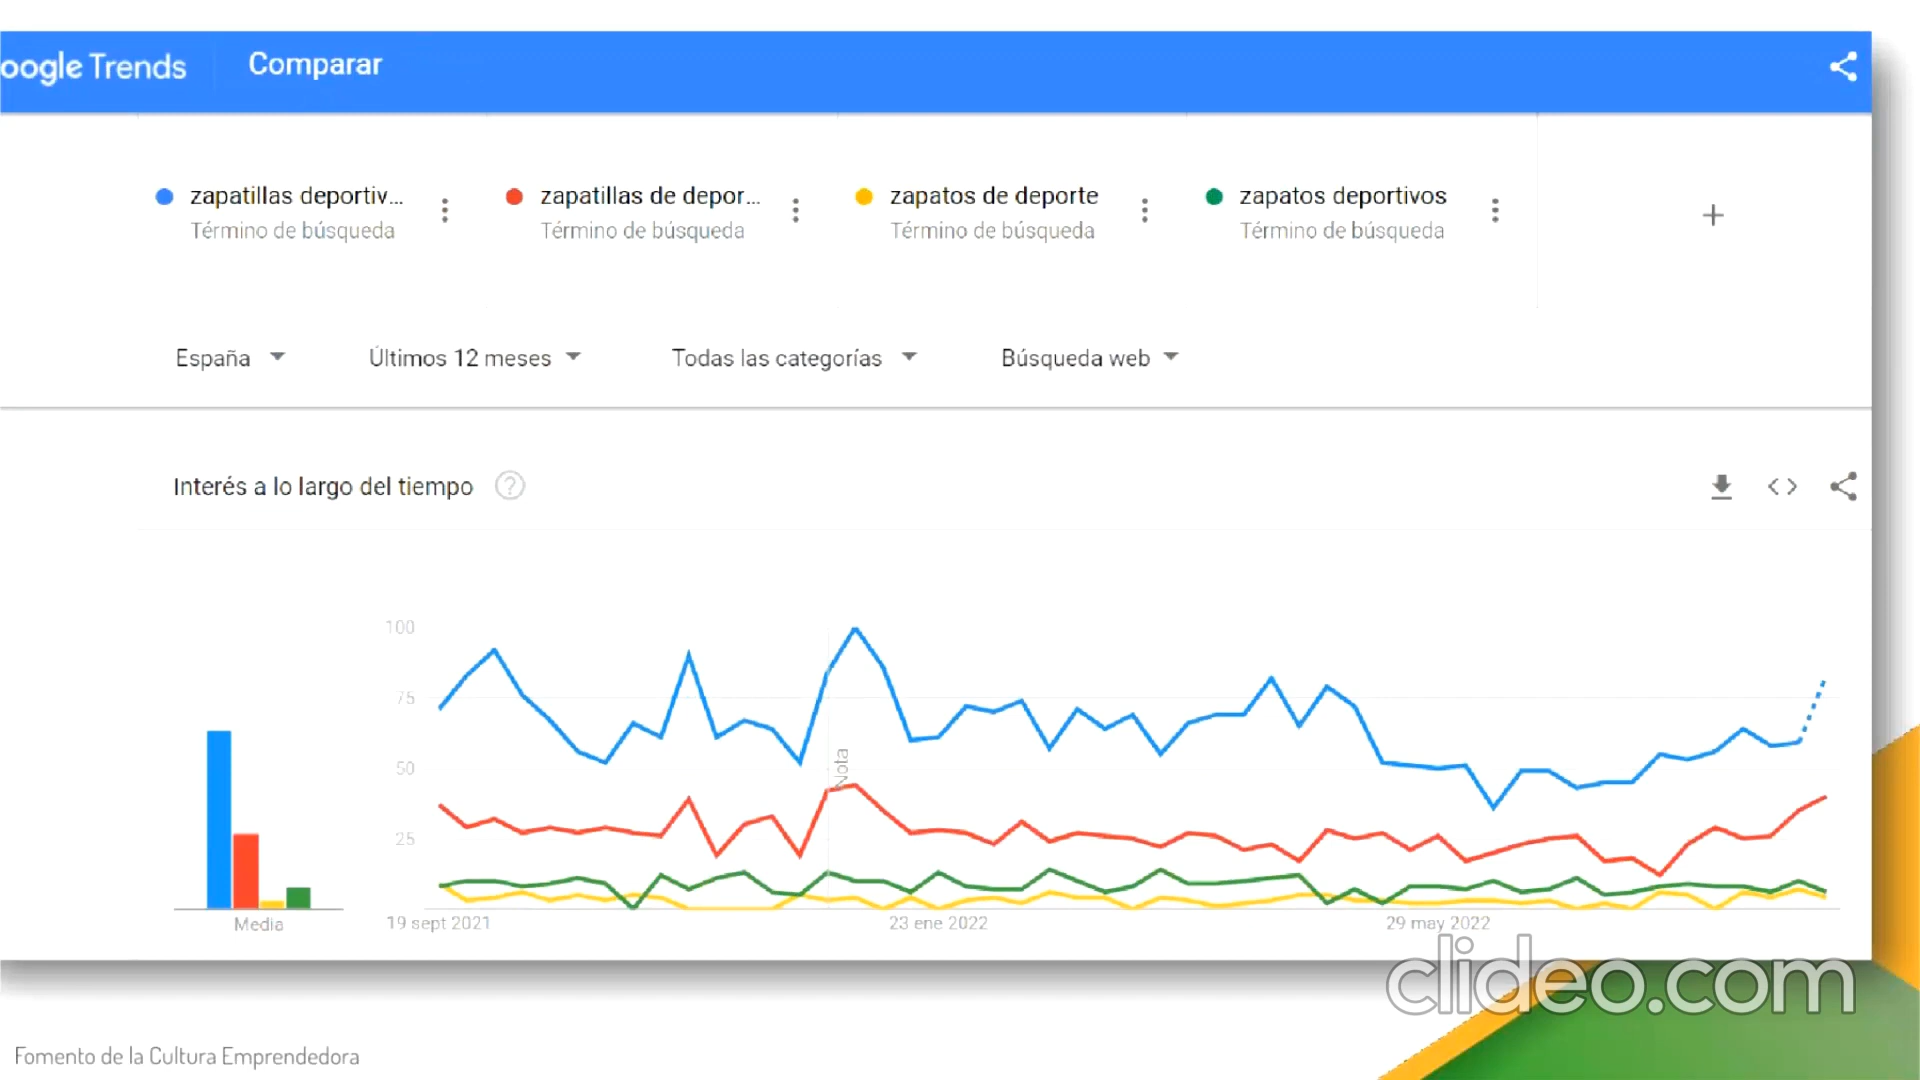 oogle Trends
Comparar
zapatillas deportiv...
zapatillas de depor...
zapatos de deporte
zapatos deportivos
Término de búsqueda
Término de búsqueda
Término de búsqueda
Término de búsqueda
España
Últimos 12 meses
Todas las categorías
Búsqueda web
Interés a lo largo del tiempo
100
75
50
25
Nota
Media
19 sept 2021
23 ene 2022
29 may 2022
clideo.com
Fomento de la Cultura Emprendedora